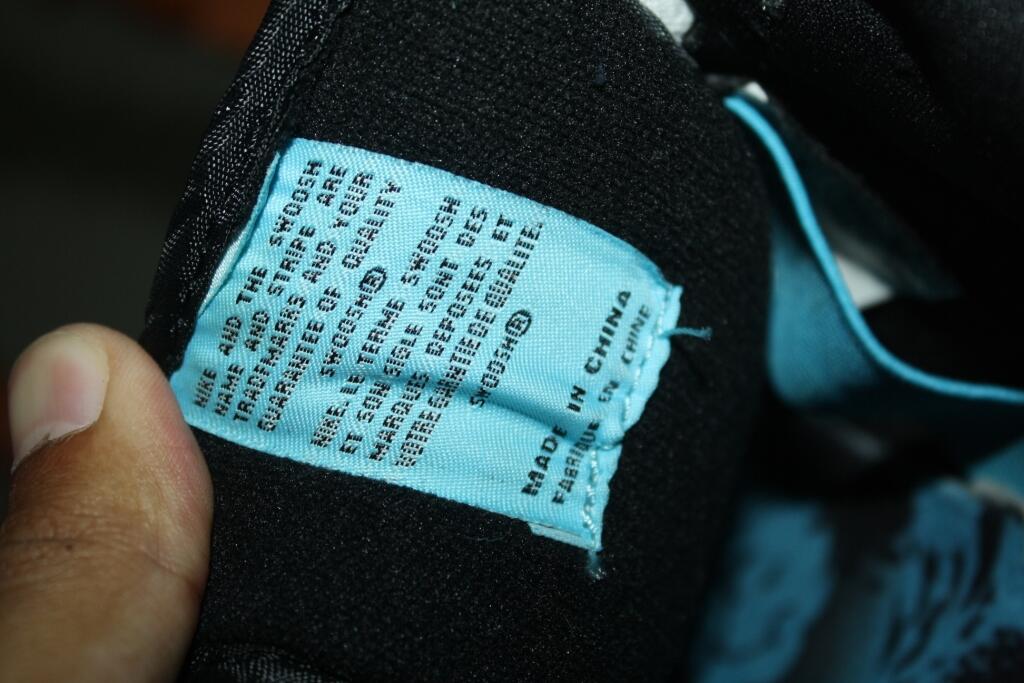 NIKE AND THE SWOOSH
NAME AND STRIPE ARE
TRADEMARKS AND YOUR
GUARANTEE OF QUALITY
SWOOSH®
NIKE, LE TERME SWOOSH
ET SON SIGLE SONT DES
MARQUES DEPOSEES ET
VOTRE GARANTIE DE QUALITE.
SWOOSH®
MADE IN CHINA
FABRIQUE EN CHINE